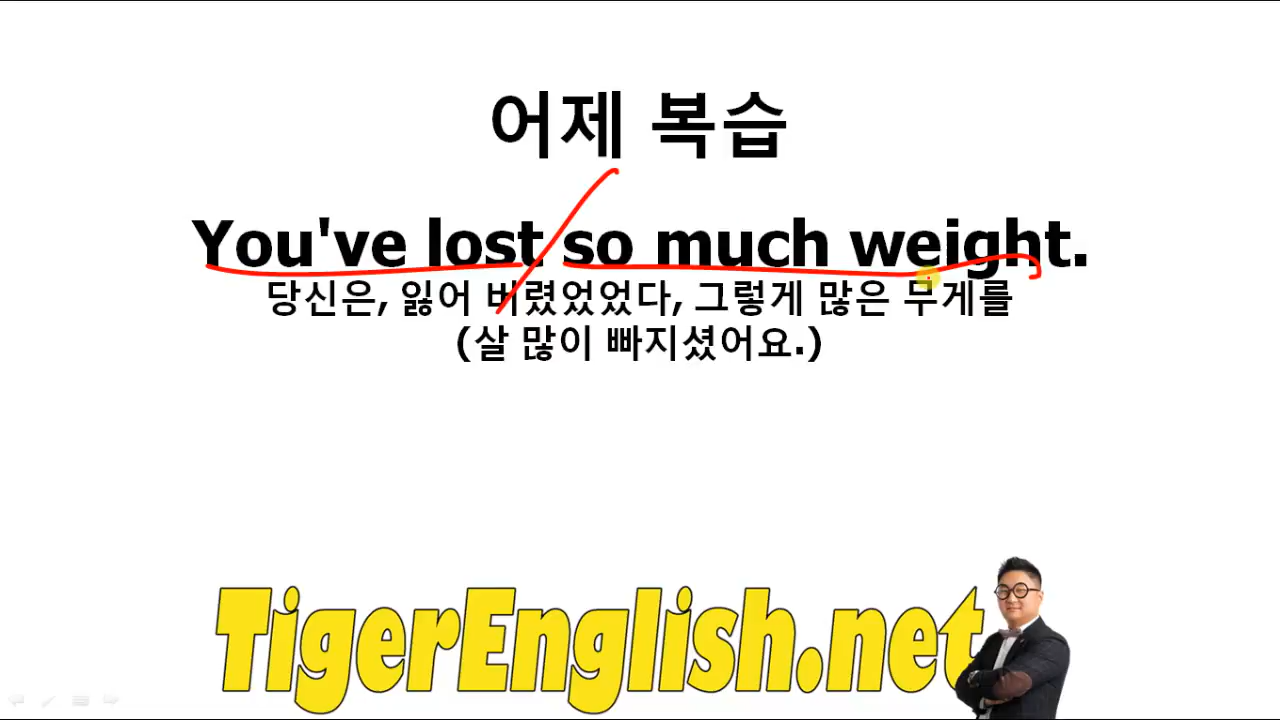 어제 복습
You've lost so much weight.
당신은, 잃어 버렸었었다, 그렇게 많은 무게를
(살 많이 빠지셨어요.)
TigerEnglish.net